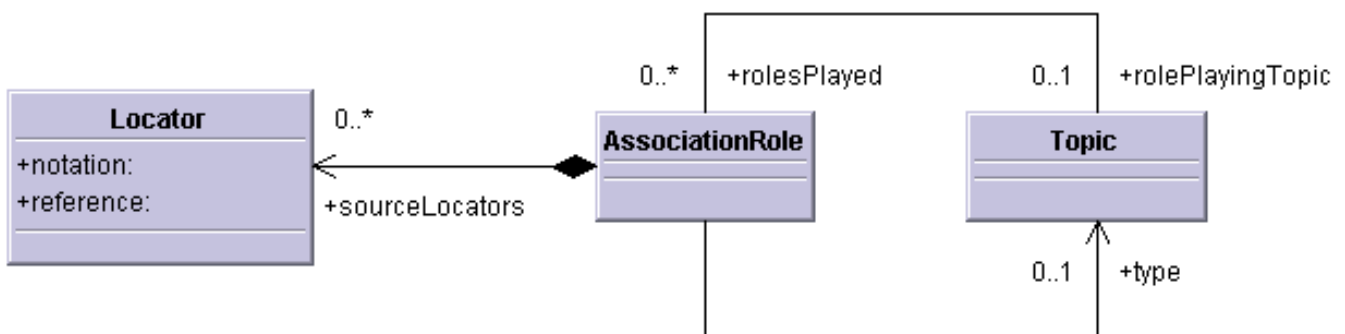 0..* +rolesPlayed 0..1 +rolePlayingTopic
Locator 0..* AssociationRole Topic
+notation:
+reference: +sourceLocators
0..1 +type